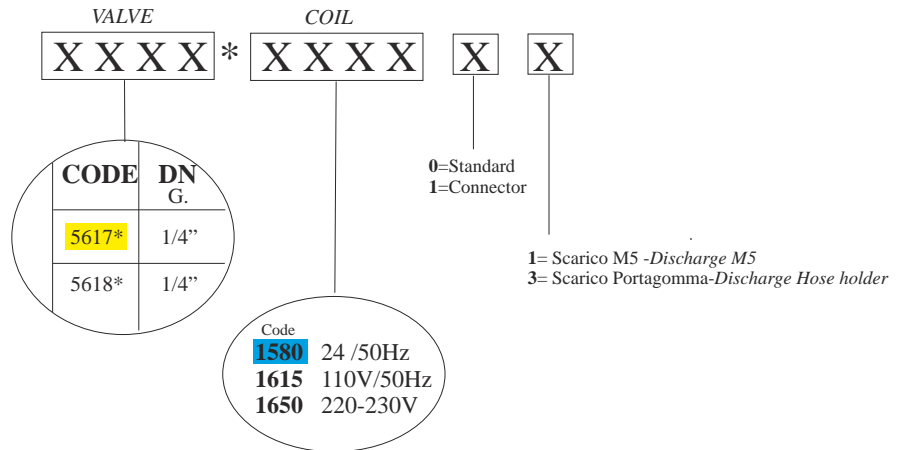 VALVE COIL
X X X X * X X X X X X
CODE DN
G.
5617* 1/4”
5618* 1/4”
0=Standard
1=Connector
1= Scarico M5 -Discharge M5
3= Scarico Portagomma-Discharge Hose holder
Code
1580 24 /50Hz
1615 110V/50Hz
1650 220-230V